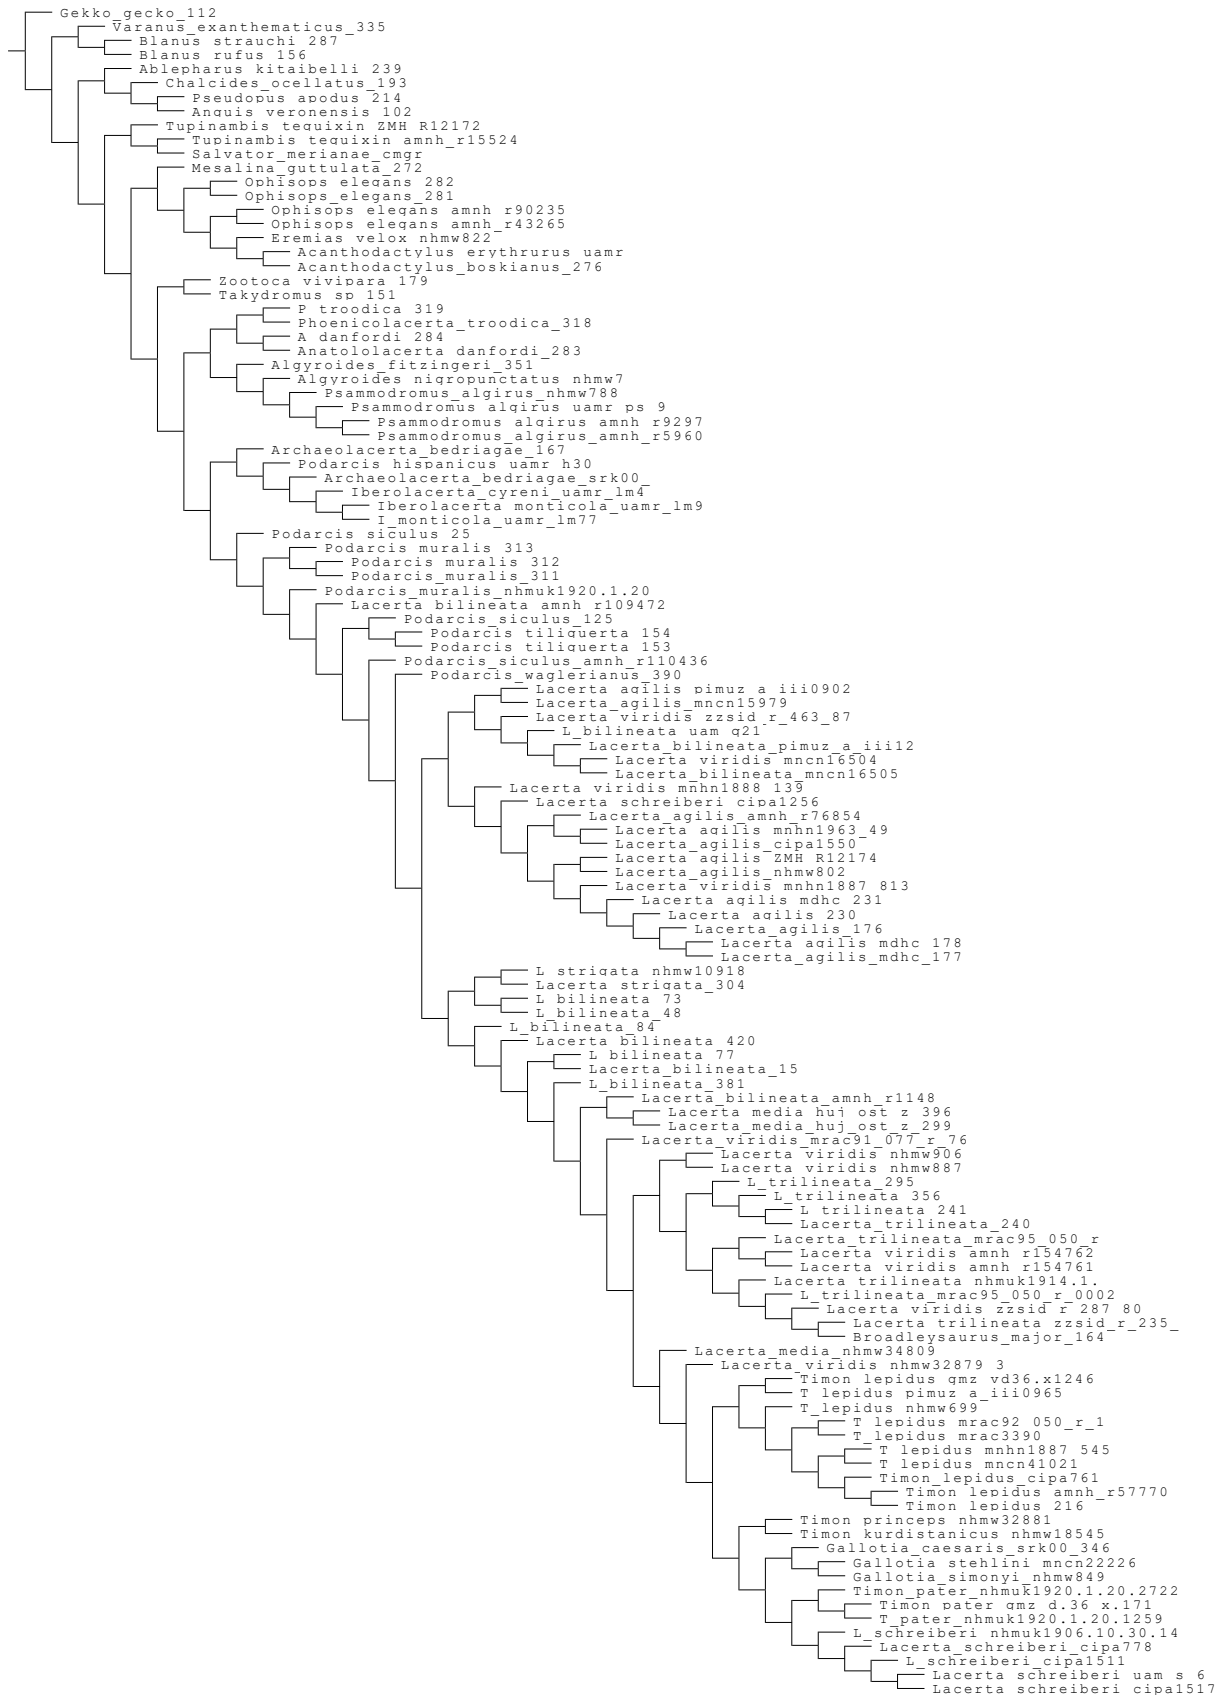 Gekko_gecko_112
Varanus_exanthematicus_335
Blanus_strauchi_287
Blanus_rufus_156
Ablepharus_kitaibelli_239
Chalcides_ocellatus_193
Pseudopus_apodus_214
Anguis_veronensis_102
Tupinambis_teguixin_ZMH_R12172
Tupinambis_teguixin_amnh_r15524
Salvator_merianae_cmgr
Mesalina_guttulata_272
Ophisops_elegans_282
Ophisops_elegans_281
Ophisops_elegans_amnh_r90235
Ophisops_elegans_amnh_r43265
Eremias_velox_nhmw822
Acanthodactylus_erythrurus_uamr
Acanthodactylus_boskianus_276
Zootoca_vivipara_179
Takydromus_sp_151
P_troodica_319
Phoenicolacerta_troodica_318
A_danfordi_284
Anatololacerta_danfordi_283
Algyroides_fitzingeri_351
Algyroides_nigropunctatus_nhmw7
Psammodromus_algirus_nhmw788
Psammodromus_algirus_uamr_ps_9
Psammodromus_algirus_amnh_r9297
Psammodromus_algirus_amnh_r5960
Archaeolacerta_bedriagae_167
Podarcis_hispanicus_uamr_h30
Archaeolacerta_bedriagae_srk00_
Iberolacerta_cyreni_uamr_lm4
Iberolacerta_monticola_uamr_lm9
I_monticola_uamr_lm77
Podarcis_siculus_25
Podarcis_muralis_313
Podarcis_muralis_312
Podarcis_muralis_311
Podarcis_muralis_nhmuk1920.1.20
Lacerta_bilineata_amnh_r109472
Podarcis_siculus_125
Podarcis_tiliguerta_154
Podarcis_tiliguerta_153
Podarcis_siculus_amnh_r110436
Podarcis_waglerianus_390
Lacerta_agilis_pimuz_a_iii0902
Lacerta_agilis_mncn15979
Lacerta_viridis_zzsid_r_463_87
L_bilineata_uam_g21
Lacerta_bilineata_pimuz_a_iii12
Lacerta_viridis_mncn16504
Lacerta_bilineata_mncn16505
Lacerta_viridis_mnhn1888_139
Lacerta_schreiberi_cipa1256
Lacerta_agilis_amnh_r76854
Lacerta_agilis_mnhn1963_49
Lacerta_agilis_cipa1550
Lacerta_agilis_ZMH_R12174
Lacerta_agilis_nhmw802
Lacerta_viridis_mnhn1887_813
Lacerta_agilis_mdhc_231
Lacerta_agilis_230
Lacerta_agilis_176
Lacerta_agilis_mdhc_178
Lacerta_agilis_mdhc_177
L_strigata_nhmw10918
Lacerta_strigata_304
L_bilineata_73
L_bilineata_48
L_bilineata_84
Lacerta_bilineata_420
L_bilineata_77
Lacerta_bilineata_15
L_bilineata_381
Lacerta_bilineata_amnh_r1148
Lacerta_media_huj_ost_z_396
Lacerta_media_huj_ost_z_299
Lacerta_viridis_mrac91_077_r_76
Lacerta_viridis_nhmw906
Lacerta_viridis_nhmw887
L_trilineata_295
L_trilineata_356
L_trilineata_241
Lacerta_trilineata_240
Lacerta_trilineata_mrac95_050_r
Lacerta_viridis_amnh_r154762
Lacerta_viridis_amnh_r154761
Lacerta_trilineata_nhmuk1914.1.
L_trilineata_mrac95_050_r_0002
Lacerta_viridis_zzsid_r_287_80
Lacerta_trilineata_zzsid_r_235_
Broadleysaurus_major_164
Lacerta_media_nhmw34809
Lacerta_viridis_nhmw32879_3
Timon_lepidus_gmz_vd36.x1246
T_lepidus_pimuz_a_iii0965
T_lepidus_nhmw699
T_lepidus_mrac92_050_r_1
T_lepidus_mrac3390
T_lepidus_mnhn1887_545
T_lepidus_mncn41021
Timon_lepidus_cipa761
Timon_lepidus_amnh_r57770
Timon_lepidus_216
Timon_princeps_nhmw32881
Timon_kurdistanicus_nhmw18545
Gallotia_caesaris_srk00_346
Gallotia_stehlini_mncn22226
Gallotia_simonyi_nhmw849
Timon_pater_nhmuk1920.1.20.2722
Timon_pater_gmz_d.36_x.171
T_pater_nhmuk1920.1.20.1259
L_schreiberi_nhmuk1906.10.30.14
Lacerta_schreiberi_cipa778
L_schreiberi_cipa1511
Lacerta_schreiberi_uam_s_6
Lacerta_schreiberi_cipa1517